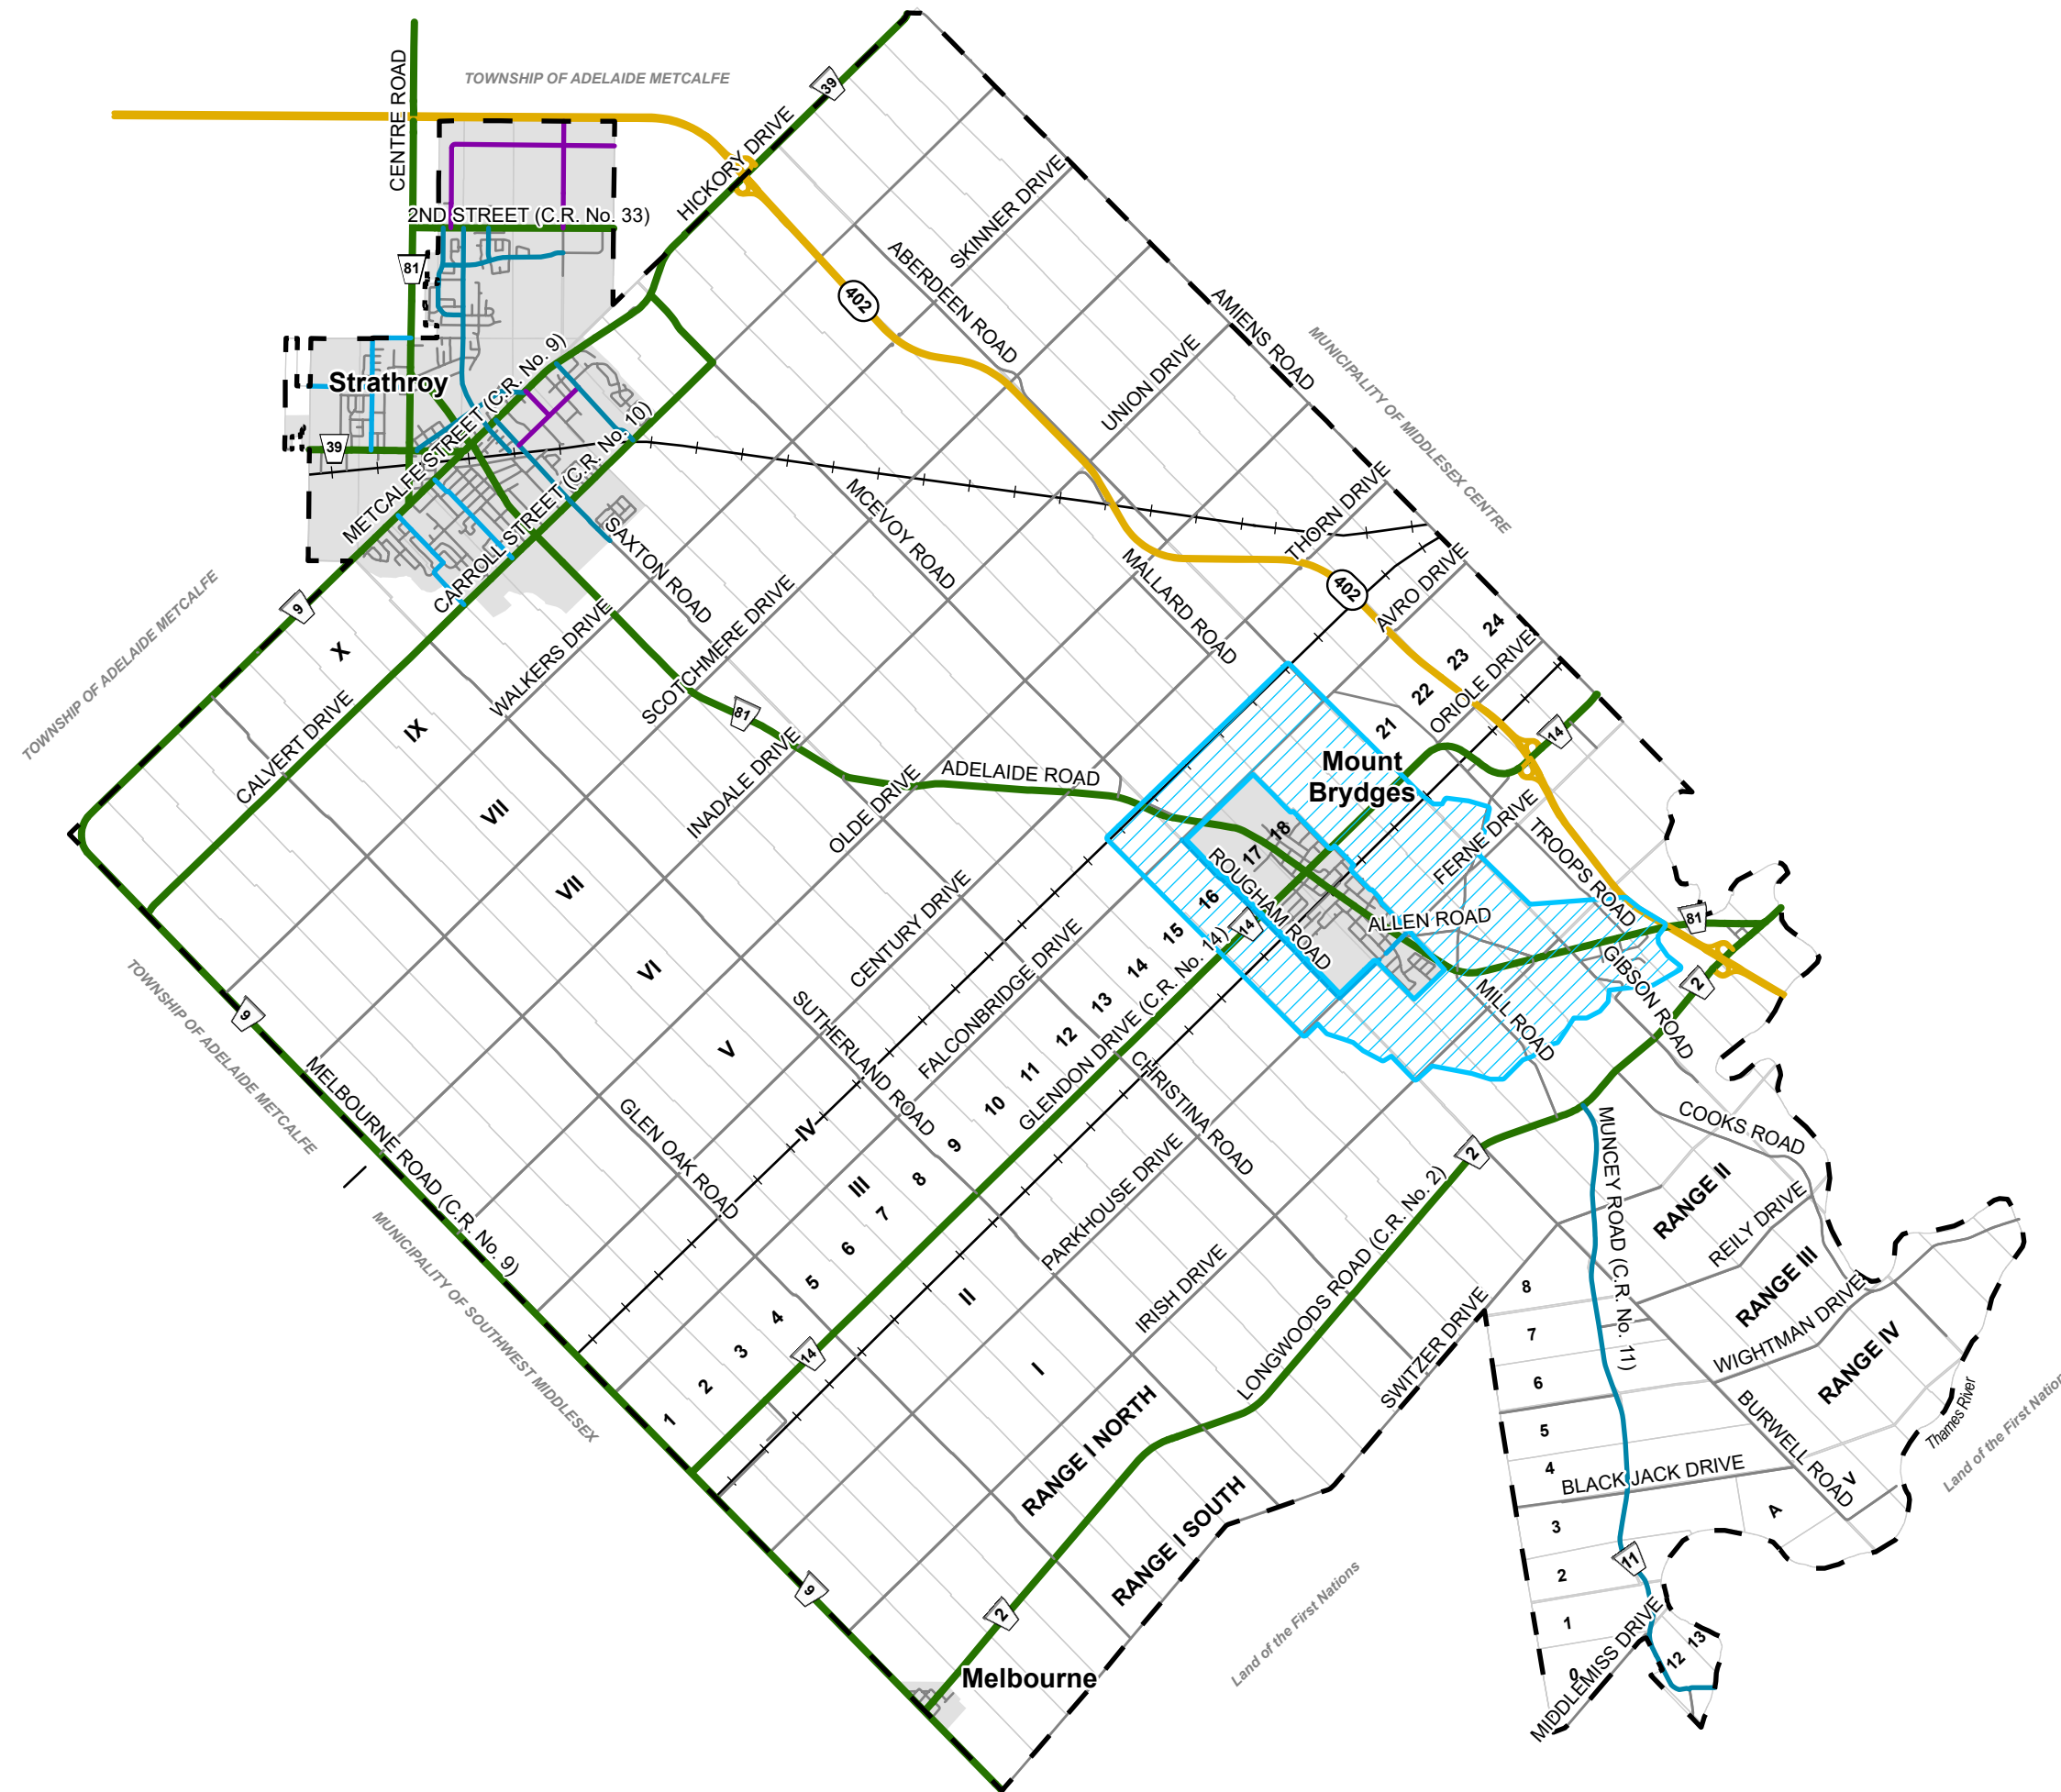 TOWNSHIP OF ADELAIDE METCALFE
CENTRE ROAD
39
HICKORY DRIVE
2ND STREET (C.R. No. 33)
81
SKINNER DRIVE
ABERDEEN ROAD
402
AMIENS ROAD
MUNICIPALITY OF MIDDLESEX CENTRE
UNION DRIVE
Strathroy
39
METCALFE STREET (C.R. No. 9)
CARROLL STREET (C.R. No. 10)
SAXTON ROAD
MCEVOY ROAD
THORN DRIVE
MALLARD ROAD
402
AVRO DRIVE
TOWNSHIP OF ADELAIDE METCALFE
9
X
WALKERS DRIVE
SCOTCHMERE DRIVE
24
23
22
21
ORIOLE DRIVE
14
CALVERT DRIVE
IX
81
INADALE DRIVE
OLDE DRIVE
ADELAIDE ROAD
Mount
Brydges
VII
VII
VI
V
IV
III
II
I
18
17
16
15
14
13
12
11
10
9
8
7
6
5
4
3
2
1
ROUGHAM ROAD
FERNE DRIVE
TROOPS ROAD
ALLEN ROAD
81
14
GIBSON ROAD
2
MILL ROAD
CENTURY DRIVE
FALCONBRIDGE DRIVE
GLENDON DRIVE (C.R. No. 14)
SUTHERLAND ROAD
CHRISTINA ROAD
GLEN OAK ROAD
PARKHOUSE DRIVE
IRISH DRIVE
9
TOWNSHIP OF ADELAIDE METCALFE
MELBOURNE ROAD (C.R. No. 9)
MUNICIPALITY OF SOUTHWEST MIDDLESEX
14
2
LONGWOODS ROAD (C.R. No. 2)
SWITZER DRIVE
MUNCEY ROAD (C.R. No. 11)
COOKS ROAD
RANGE II
REILY DRIVE
RANGE III
WIGHTMAN DRIVE
RANGE IV
BURWELL ROAD
Thames River
Land of the First Nation
8
7
6
5
4
BLACK JACK DRIVE
V
A
3
2
1
0
11
MIDDLEMISS DRIVE
12
13
RANGE I NORTH
RANGE I SOUTH
Land of the First Nations
9
2
Melbourne